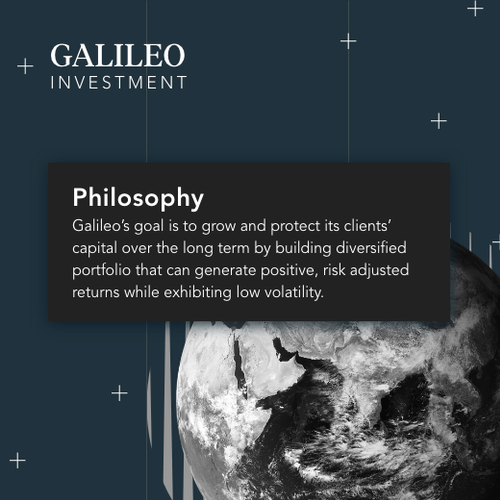 GALILEO
INVESTMENT
Philosophy
Galileo’s goal is to grow and protect its clients’
capital over the long term by building diversified
portfolio that can generate positive, risk adjusted
returns while exhibiting low volatility.